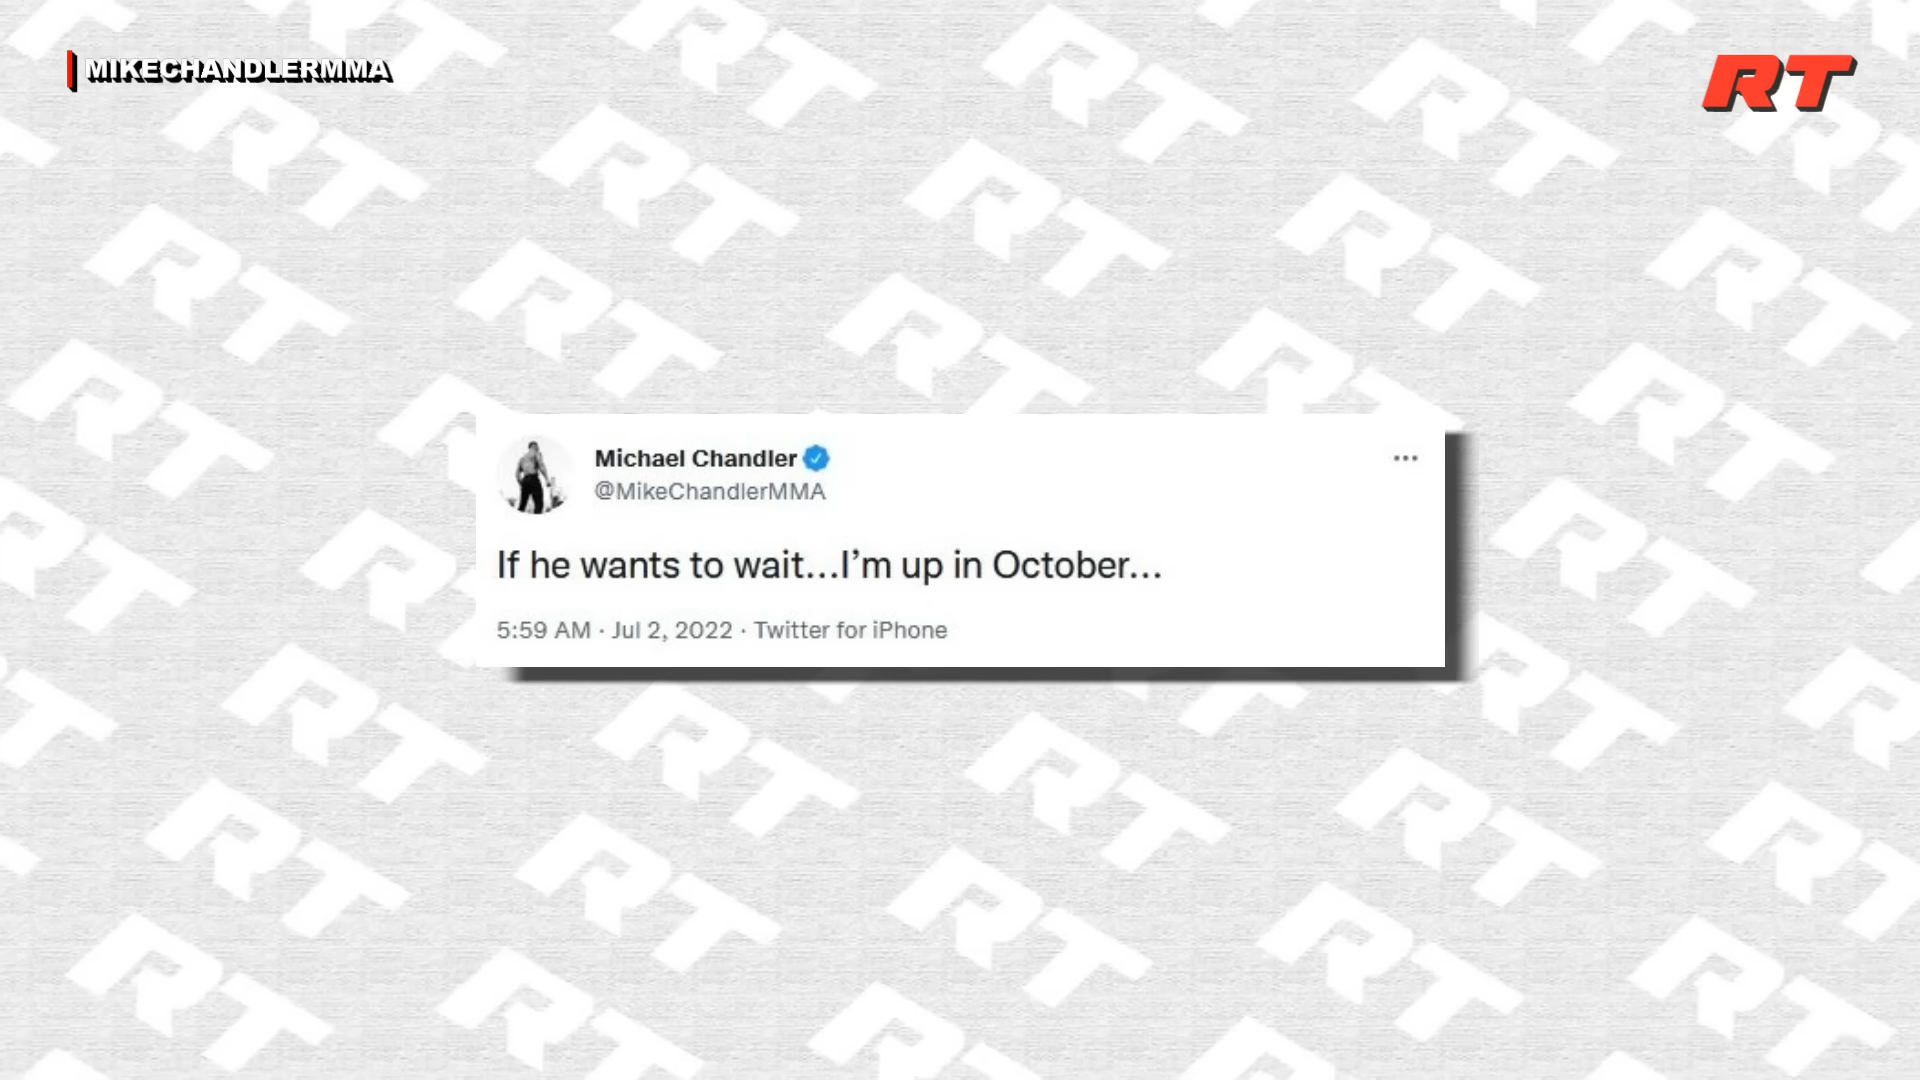 MIKECHANDLERMMA
RT
Michael Chandler
@MikeChandlerMMA
If he wants to wait...I’m up in October...
5:59 AM · Jul 2, 2022 · Twitter for iPhone